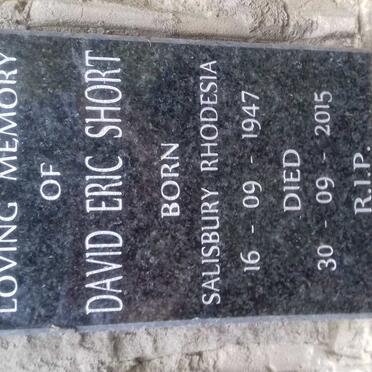 LOVING MEMORY
OF
DAVID ERIC SHORT
BORN
SALISBURY RHODESIA
16 - 09 - 1947
DIED
30 - 09 - 2015
R.I.P.